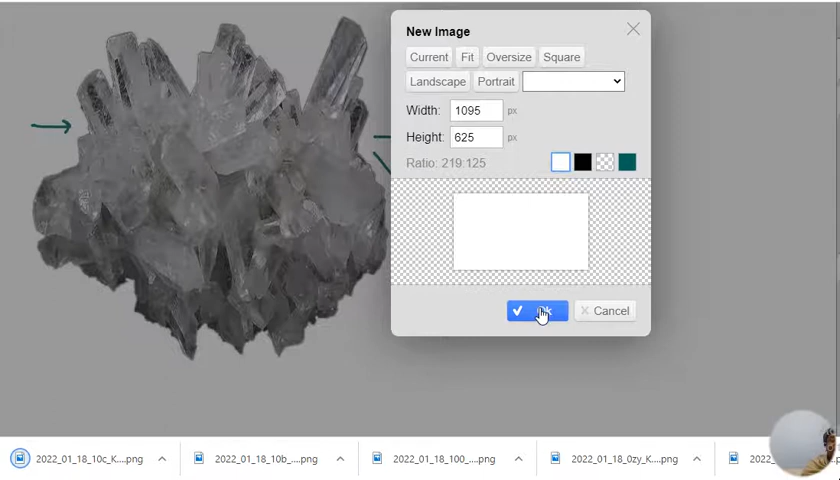 New Image
Current Fit Oversize Square
Landscape Portrait
Width: 1095 px
Height: 625 px
Ratio: 219:125
Cancel
2022_01_18_10c_K....png 2022_01_18_10b_....png 2022_01_18_100_....png 2022_01_18_0zy_K....png